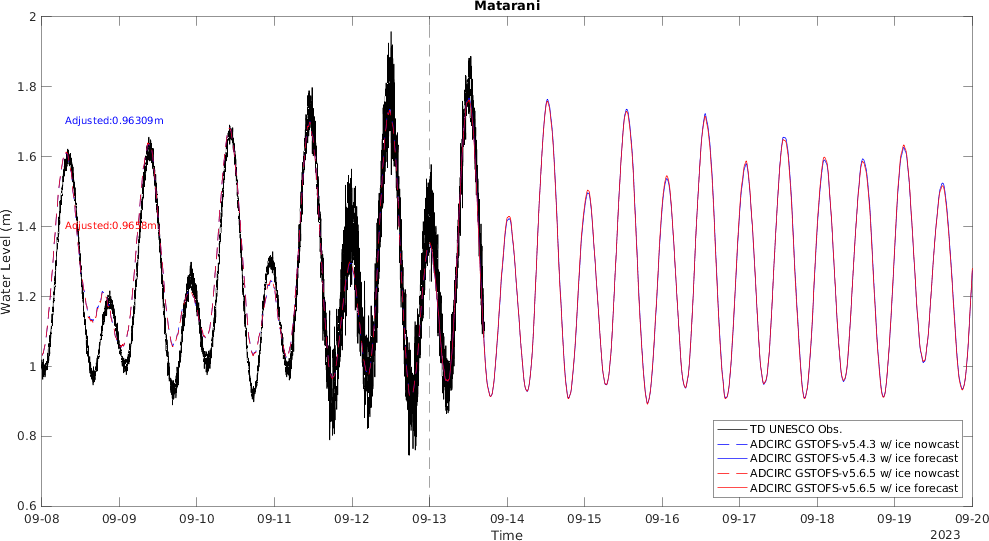 Matarani
Water Level (m)
2
1.8
1.6
1.4
1.2
1
0.8
0.6
Adjusted:0.96309m
Adjusted:0.9658m
TD UNESCO Obs.
ADCIRC GSTOFS-v5.4.3 w/ ice nowcast
ADCIRC GSTOFS-v5.4.3 w/ ice forecast
ADCIRC GSTOFS-v5.6.5 w/ ice nowcast
ADCIRC GSTOFS-v5.6.5 w/ ice forecast
09-08 09-09 09-10 09-11 09-12 09-13 09-14 09-15 09-16 09-17 09-18 09-19 09-20
Time
2023